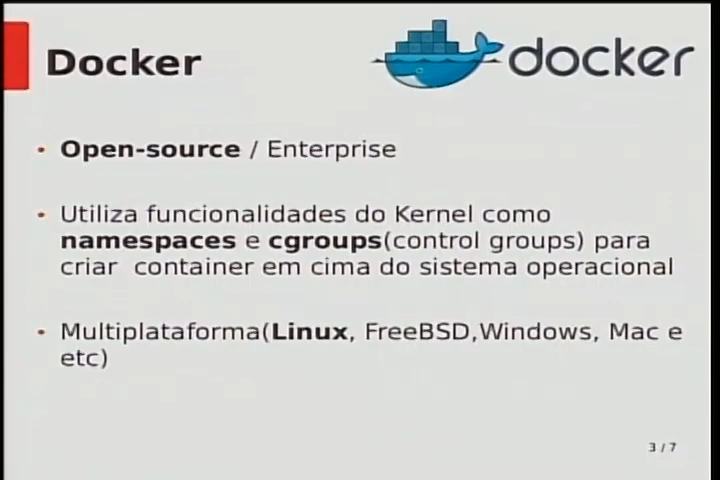 Docker
docker
• Open-source / Enterprise
• Utiliza funcionalidades do Kernel como
namespaces e cgroups(control groups) para
criar  container em cima do sistema operacional
• Multiplataforma(Linux, FreeBSD,Windows, Mac e
etc)
3 / 7